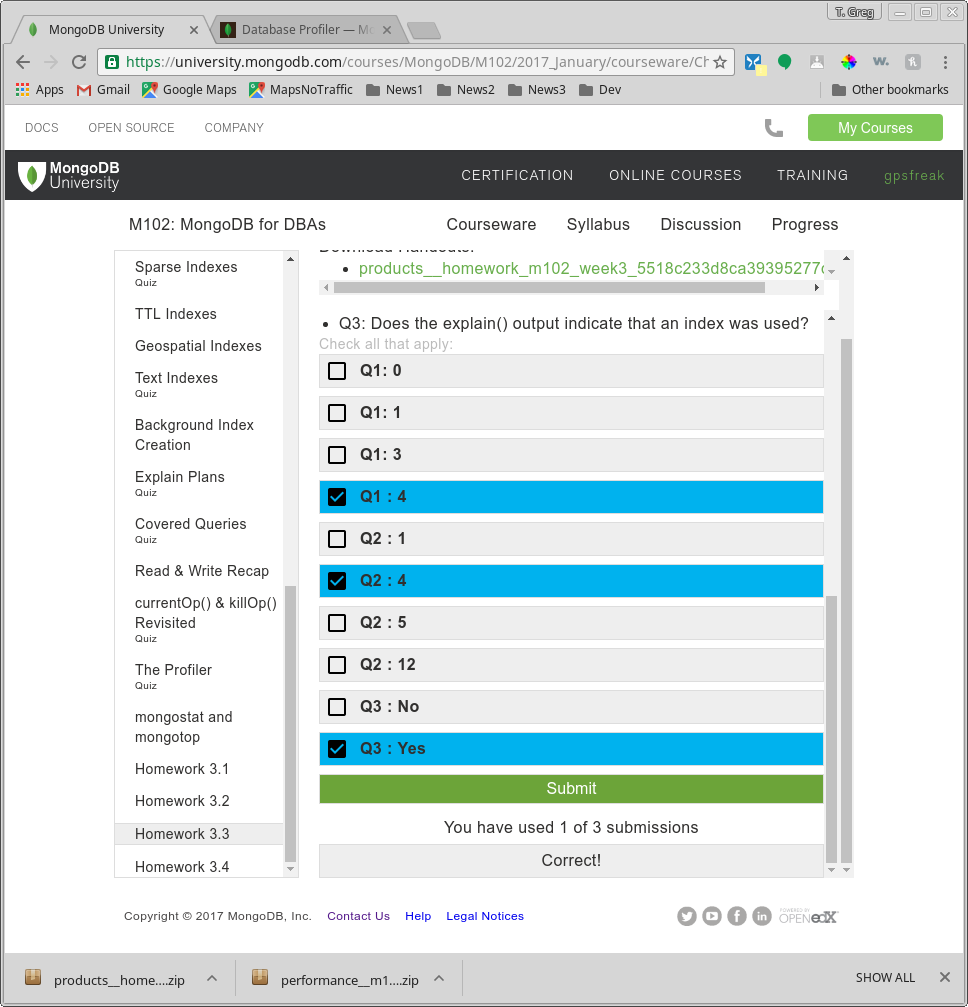 T. Greg
MongoDB University
Database Profiler — Mo
https://university.mongodb.com/courses/MongoDB/M102/2017_January/courseware/Ch
Apps Gmail Google Maps MapsNoTraffic News1 News2 News3 Dev Other bookmarks
DOCS OPEN SOURCE COMPANY My Courses
MongoDB
University
CERTIFICATION ONLINE COURSES TRAINING gpsfreak
M102: MongoDB for DBAs Courseware Syllabus Discussion Progress
Sparse Indexes
Quiz
TTL Indexes
Geospatial Indexes
Text Indexes
Quiz
Background Index
Creation
Explain Plans
Quiz
Covered Queries
Quiz
Read & Write Recap
currentOp() & killOp()
Revisited
Quiz
The Profiler
Quiz
mongostat and
mongotop
Homework 3.1
Homework 3.2
Homework 3.3
Homework 3.4
Download Handouts:
• products__homework_m102_week3_5518c233d8ca39395277c
• Q3: Does the explain() output indicate that an index was used?
Check all that apply:
Q1: 0
Q1: 1
Q1: 3
Q1 : 4
Q2 : 1
Q2 : 4
Q2 : 5
Q2 : 12
Q3 : No
Q3 : Yes
Submit
You have used 1 of 3 submissions
Correct!
Copyright © 2017 MongoDB, Inc. Contact Us Help Legal Notices
POWERED BY
OPEN edX
products__home....zip performance__m1....zip SHOW ALL